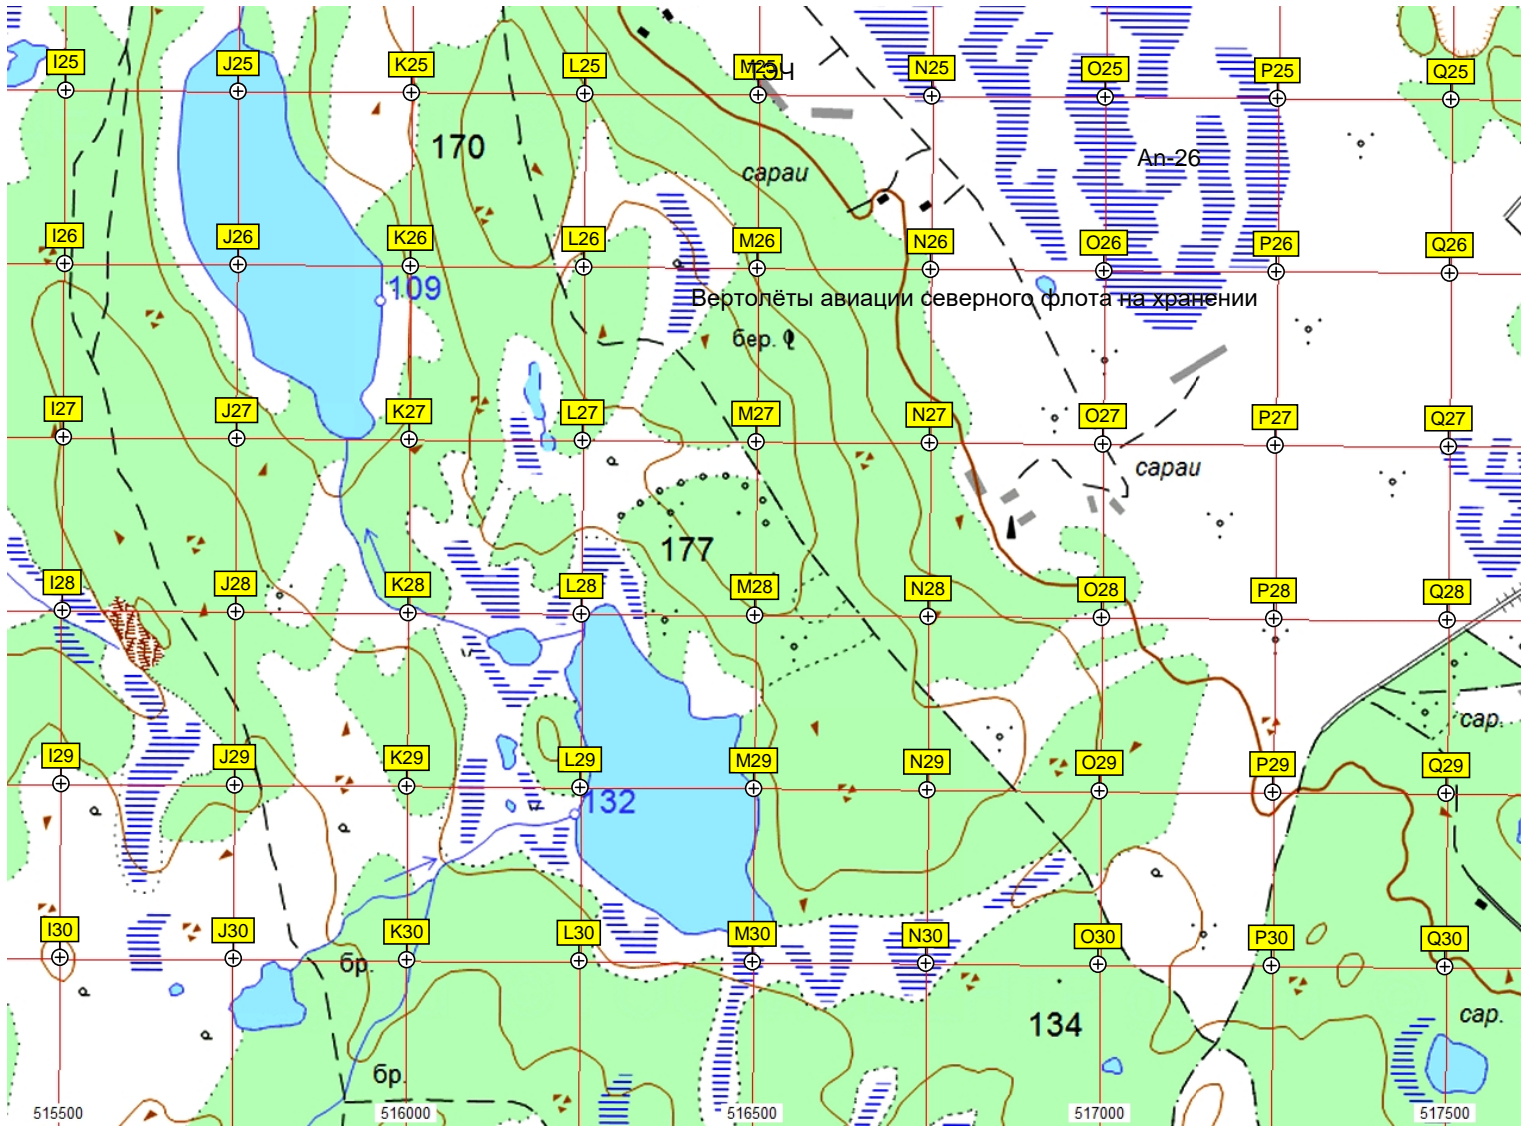 I25 J25 K25 L25 M25 ТЭЧ N25 O25 P25 Q25
170
сараи
An-26
I26 J26 K26 L26 M26 N26 O26 P26 Q26
109
Вертолёты авиации северного флота на хранении
бер.
I27 J27 K27 L27 M27 N27 O27 P27 Q27
сараи
177
I28 J28 K28 L28 M28 N28 O28 P28 Q28
сар.
I29 J29 K29 L29 M29 N29 O29 P29 Q29
132
I30 J30 K30 L30 M30 N30 O30 P30 Q30
бр.
134
сар.
бр.
515500 516000 516500 517000 517500